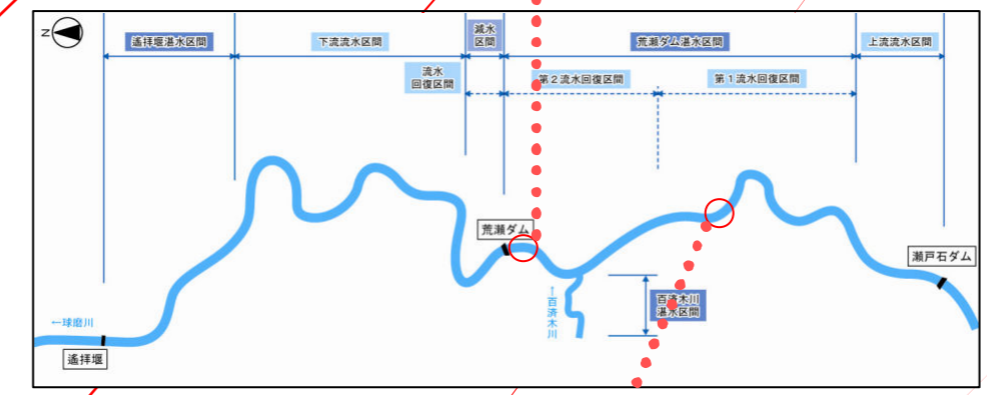 Z
遙拝堰湛水区間
下流流水区間
減水
区間
荒瀬ダム湛水区間
上流流水区間
流水
回復区間
第2流水回復区間
第1流水回復区間
荒瀬ダム
瀬戸石ダム
↑百済木川
百済木川
湛水区間
←球磨川
遙拝堰